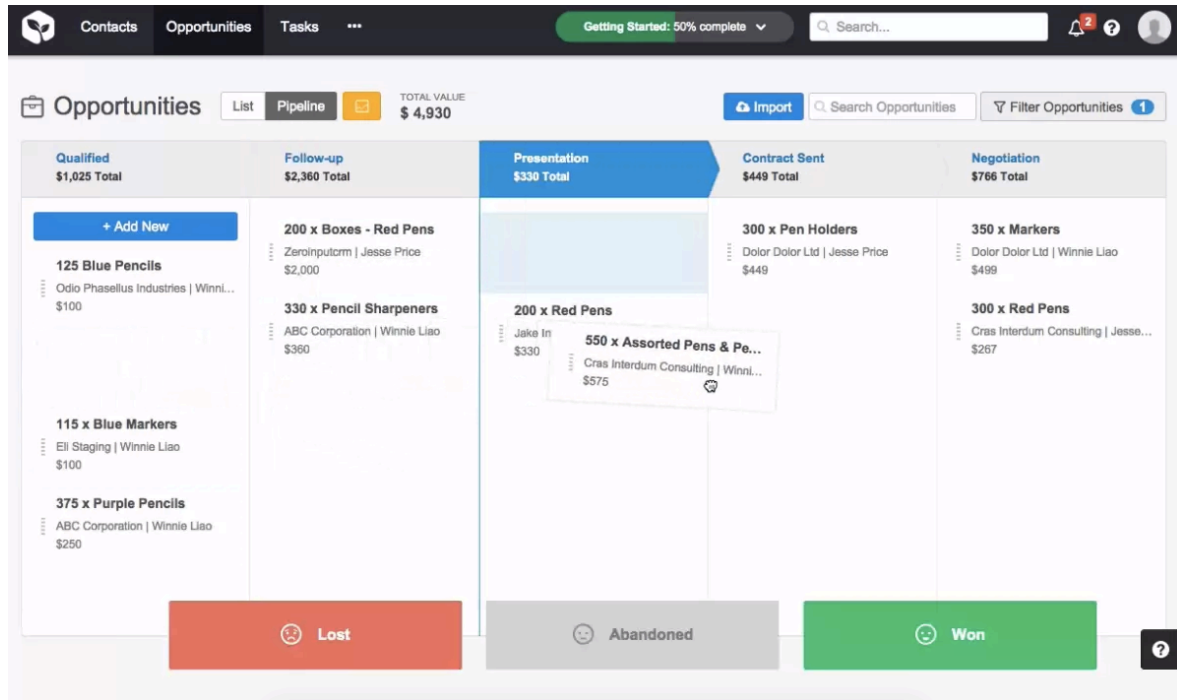 Contacts
Opportunities
Tasks
Getting Started: 50% complete
Search...
2
?
Opportunities
List
Pipeline
TOTAL VALUE
$ 4,930
Import
Search Opportunities
Filter Opportunities 1
Qualified
$1,025 Total
Follow-up
$2,360 Total
Presentation
$330 Total
Contract Sent
$449 Total
Negotiation
$766 Total
+ Add New
125 Blue Pencils
Odio Phasellus Industries | Winni...
$100
115 x Blue Markers
Eli Staging | Winnie Liao
$100
375 x Purple Pencils
ABC Corporation | Winnie Liao
$250
200 x Boxes - Red Pens
Zeroinputcrm | Jesse Price
$2,000
330 x Pencil Sharpeners
ABC Corporation | Winnie Liao
$360
200 x Red Pens
Jake In
$330
550 x Assorted Pens & Pe...
Cras Interdum Consulting | Winni...
$575
300 x Pen Holders
Dolor Dolor Ltd | Jesse Price
$449
350 x Markers
Dolor Dolor Ltd | Winnie Liao
$499
300 x Red Pens
Cras Interdum Consulting | Jesse...
$267
Lost
Abandoned
Won
?